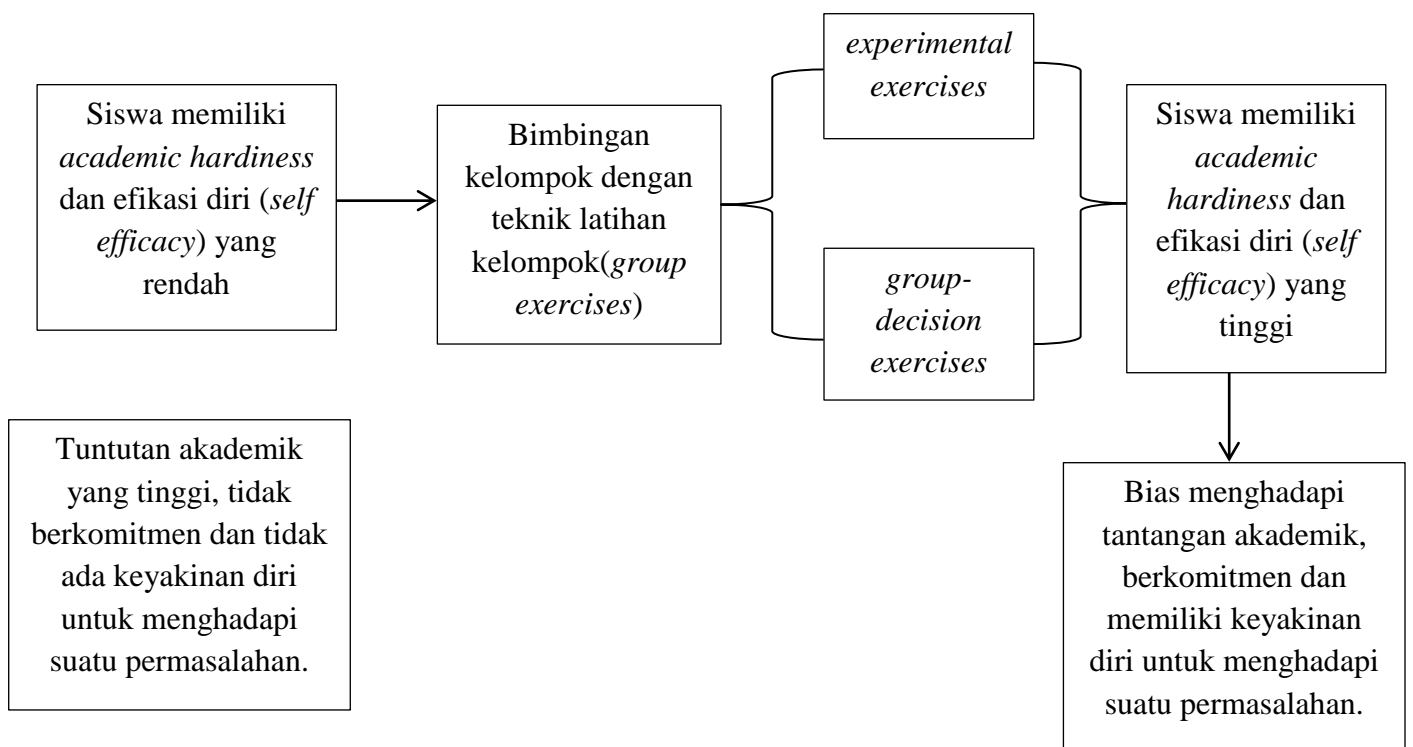 Siswa memiliki
academic hardiness
dan efikasi diri (self
efficacy) yang
rendah
Bimbingan
kelompok dengan
teknik latihan
kelompok(group
exercises)
experimental
exercises
group-
decision
exercises
Siswa memiliki
academic
hardiness dan
efikasi diri (self
efficacy) yang
tinggi
Tuntutan akademik
yang tinggi, tidak
berkomitmen dan tidak
ada keyakinan diri
untuk menghadapi
suatu permasalahan.
Bias menghadapi
tantangan akademik,
berkomitmen dan
memiliki keyakinan
diri untuk menghadapi
suatu permasalahan.